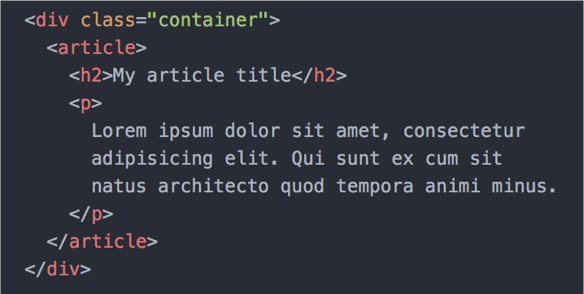 <div class="container">
  <article>
    <h2>My article title</h2>
    <p>
      Lorem ipsum dolor sit amet, consectetur
      adipisicing elit. Qui sunt ex cum sit
      natus architecto quod tempora animi minus.
    </p>
  </article>
</div>